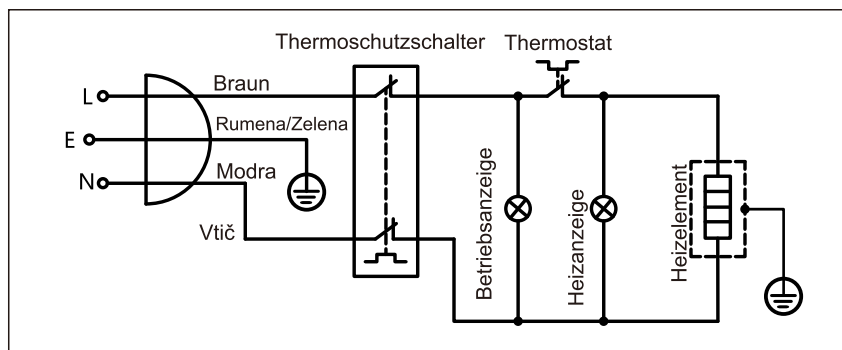 Thermoschutzschalter
Thermostat
L
Braun
E
Rumena/Zelena
N
Modra
Vtič
Betriebsanzeige
Heizanzeige
Heizelement